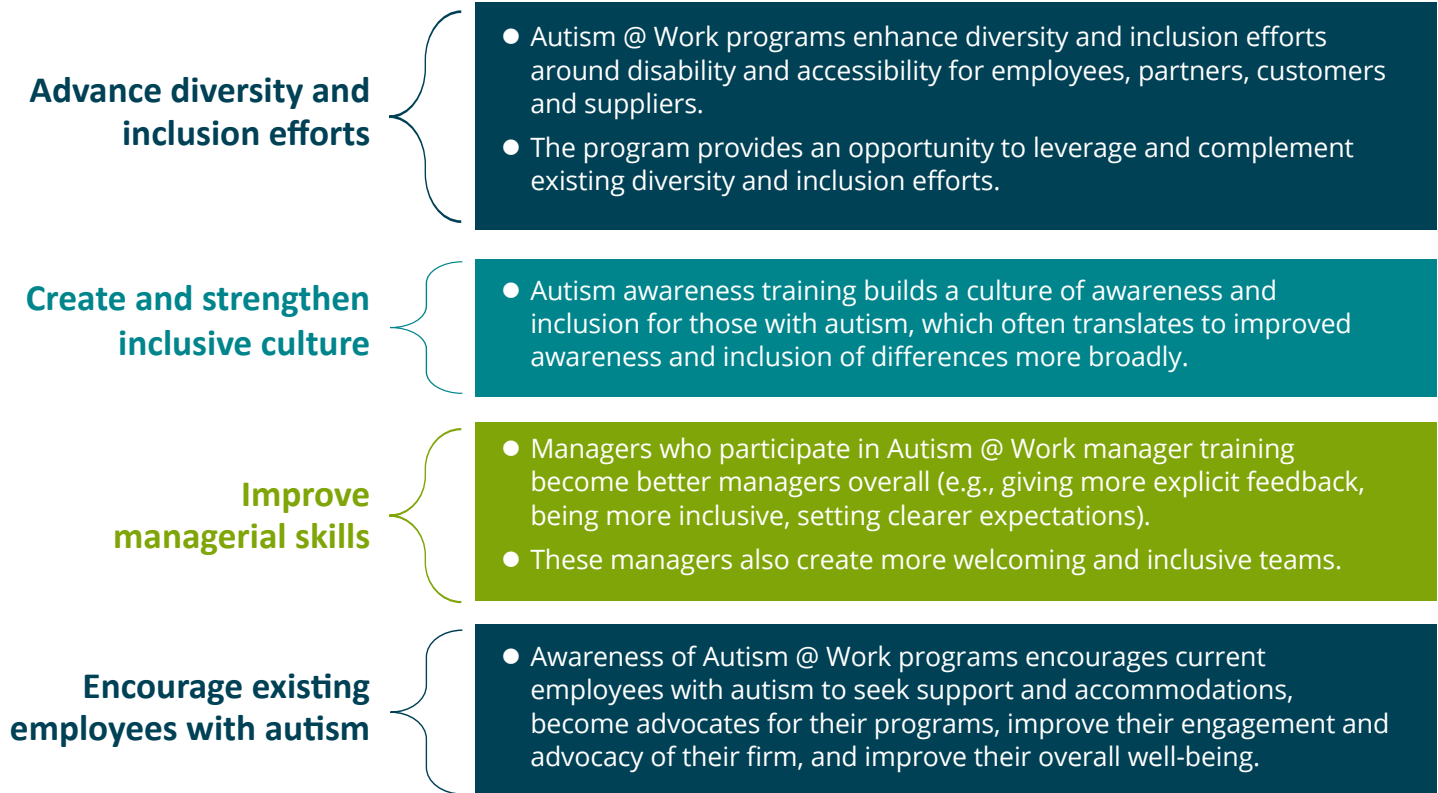 Advance diversity and
inclusion efforts
● Autism @ Work programs enhance diversity and inclusion efforts
around disability and accessibility for employees, partners, customers
and suppliers.
● The program provides an opportunity to leverage and complement
existing diversity and inclusion efforts.
Create and strengthen
inclusive culture
● Autism awareness training builds a culture of awareness and
inclusion for those with autism, which often translates to improved
awareness and inclusion of differences more broadly.
Improve
managerial skills
● Managers who participate in Autism @ Work manager training
become better managers overall (e.g., giving more explicit feedback,
being more inclusive, setting clearer expectations).
● These managers also create more welcoming and inclusive teams.
Encourage existing
employees with autism
● Awareness of Autism @ Work programs encourages current
employees with autism to seek support and accommodations,
become advocates for their programs, improve their engagement and
advocacy of their firm, and improve their overall well-being.